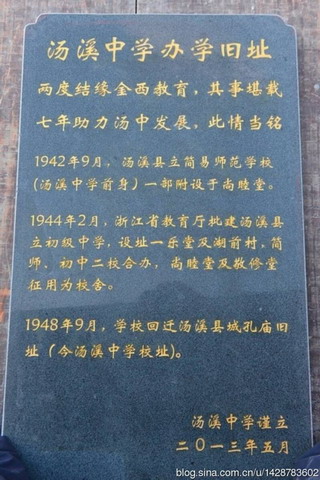 汤溪中学办学旧址
两度结缘金西教育，其事堪载
七年助力汤中发展，此情当铭
1942年9月，汤溪县立简易师范学校
(汤溪中学前身)一部附设于尚睦堂。
1944年2月，浙江省教育厅批建汤溪县
立初级中学，设址一乐堂及湖前村，简
师、初中二校合办，尚睦堂及敦修堂
征用为校舍。
1948年9月，学校回迁汤溪县城孔庙旧
址（今汤溪中学校址)。
汤溪中学谨立
二〇一三年五月
blog.sina.com.cn/u/1428783602